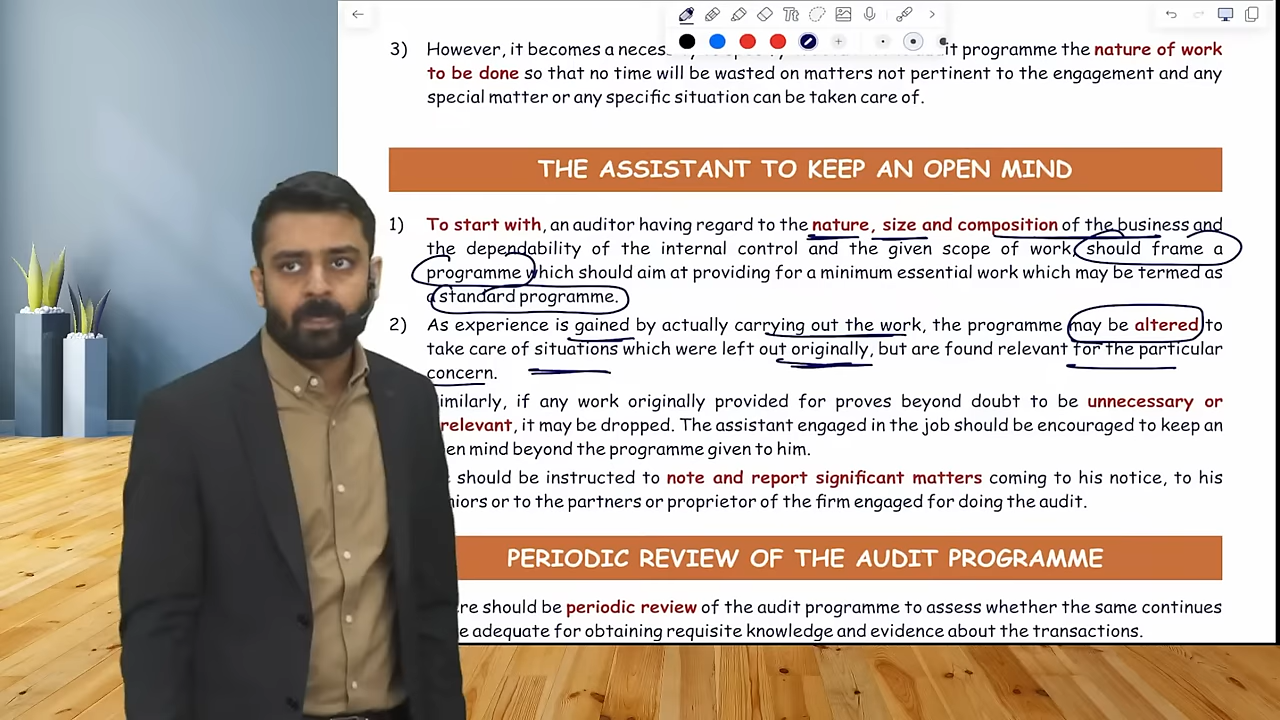 3) However, it becomes a it programme the nature of work
to be done so that no time will be wasted on matters not pertinent to the engagement and any
special matter or any specific situation can be taken care of.
THE ASSISTANT TO KEEP AN OPEN MIND
1) To start with, an auditor having regard to the nature, size and composition of the business and
the dependability of the internal control and the given scope of work, should frame a
programme which should aim at providing for a minimum essential work which may be termed as
a standard programme.
2) As experience is gained by actually carrying out the work, the programme may be altered to
take care of situations which were left out originally, but are found relevant for the particular
concern.
imilarly, if any work originally provided for proves beyond doubt to be unnecessary or
relevant, it may be dropped. The assistant engaged in the job should be encouraged to keep an
en mind beyond the programme given to him.
should be instructed to note and report significant matters coming to his notice, to his
niors or to the partners or proprietor of the firm engaged for doing the audit.
PERIODIC REVIEW OF THE AUDIT PROGRAMME
ere should be periodic review of the audit programme to assess whether the same continues
e adequate for obtaining requisite knowledge and evidence about the transactions.